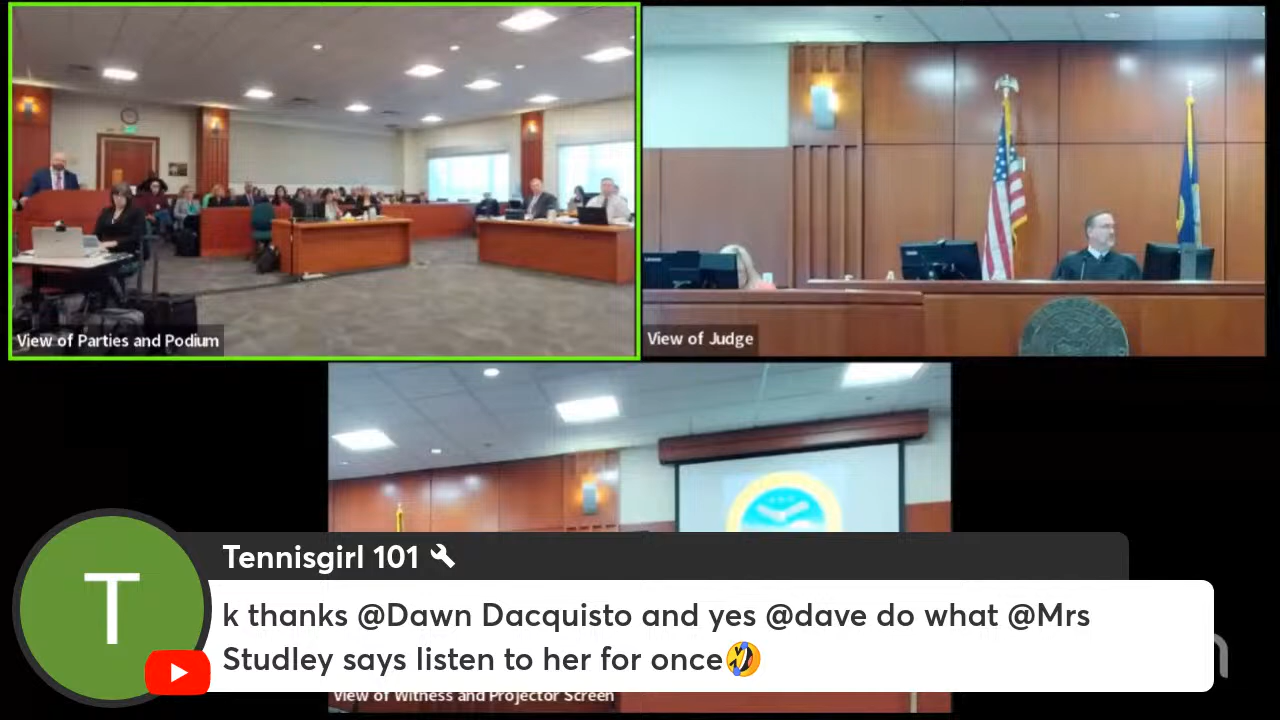 View of Parties and Podium
View of Judge
Tennisgirl 101
T
k thanks @Dawn Dacquisto and yes @dave do what @Mrs
Studley says listen to her for once🤣
View of Witness and Projector Screen